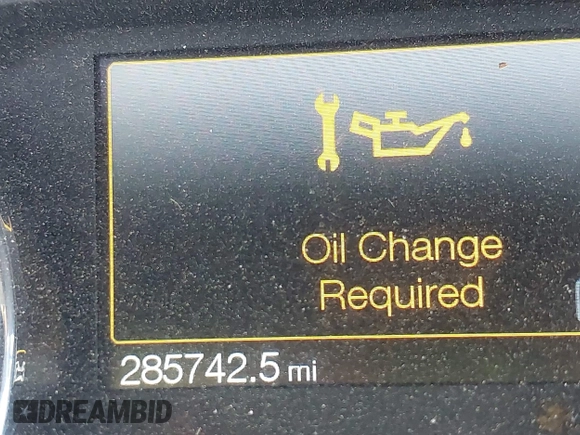 Oil Change
Required
285742.5 mi
DREAMBID